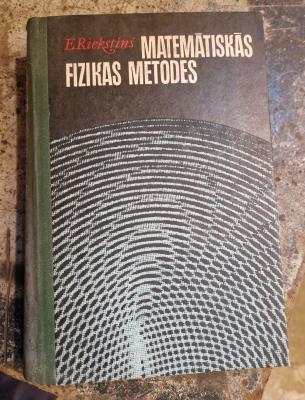 E.Riekstiņš MATEMĀTISKĀS
FIZIKAS METODES